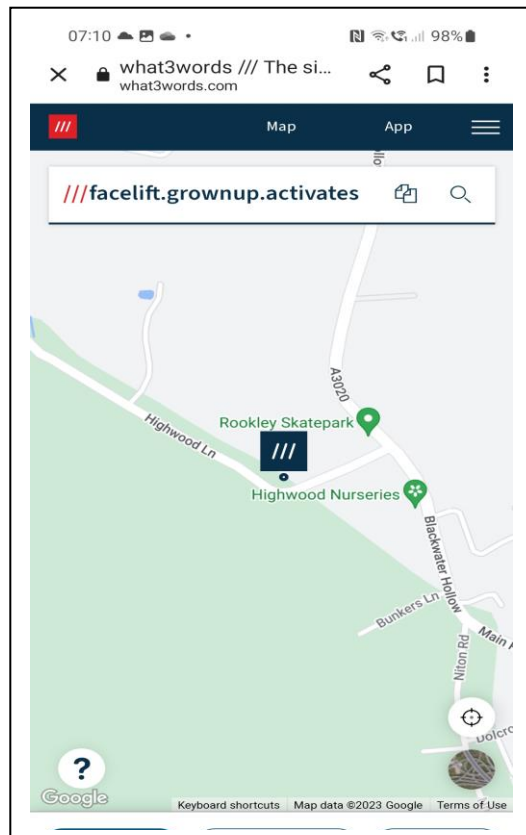 07:10
98%
what3words /// The si...
what3words.com
/// Map App
///facelift.grownup.activates
A3020
Rookley Skatepark
Highwood Ln
///
Highwood Nurseries
Blackwater Hollow
Bunkers Ln
Main
Niton Rd
?
Google
Keyboard shortcuts Map data ©2023 Google Terms of Use